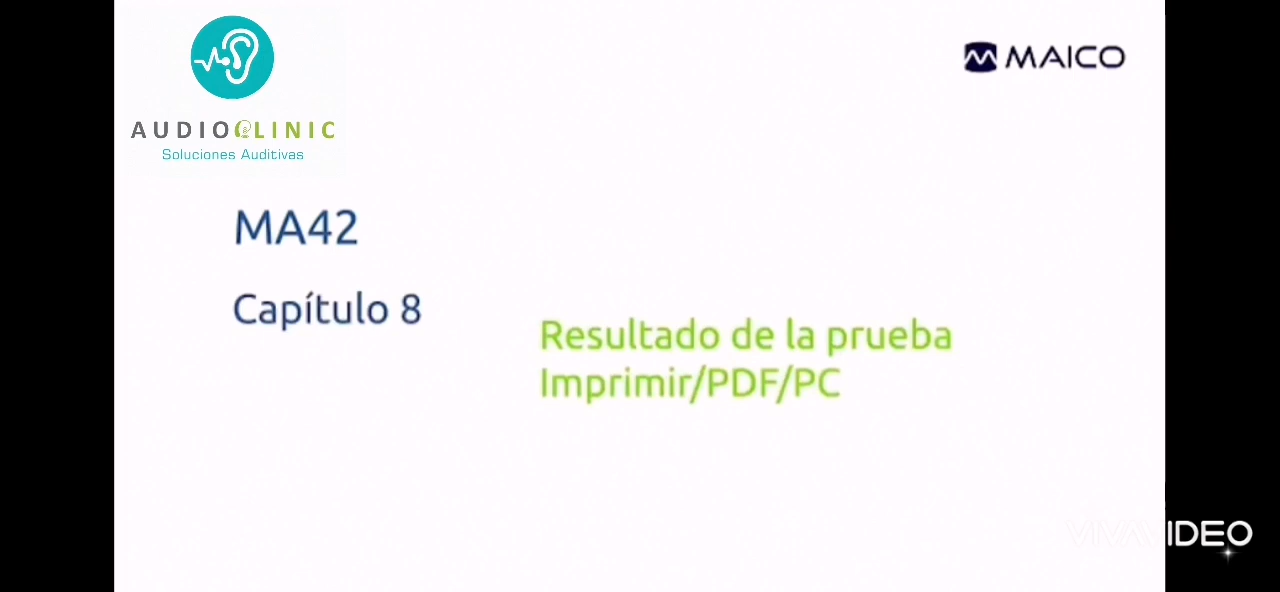 AUDIOCLINIC
Soluciones Auditivas
MAICO
MA42
Capítulo 8
Resultado de la prueba
Imprimir/PDF/PC
VIVAVIDEO